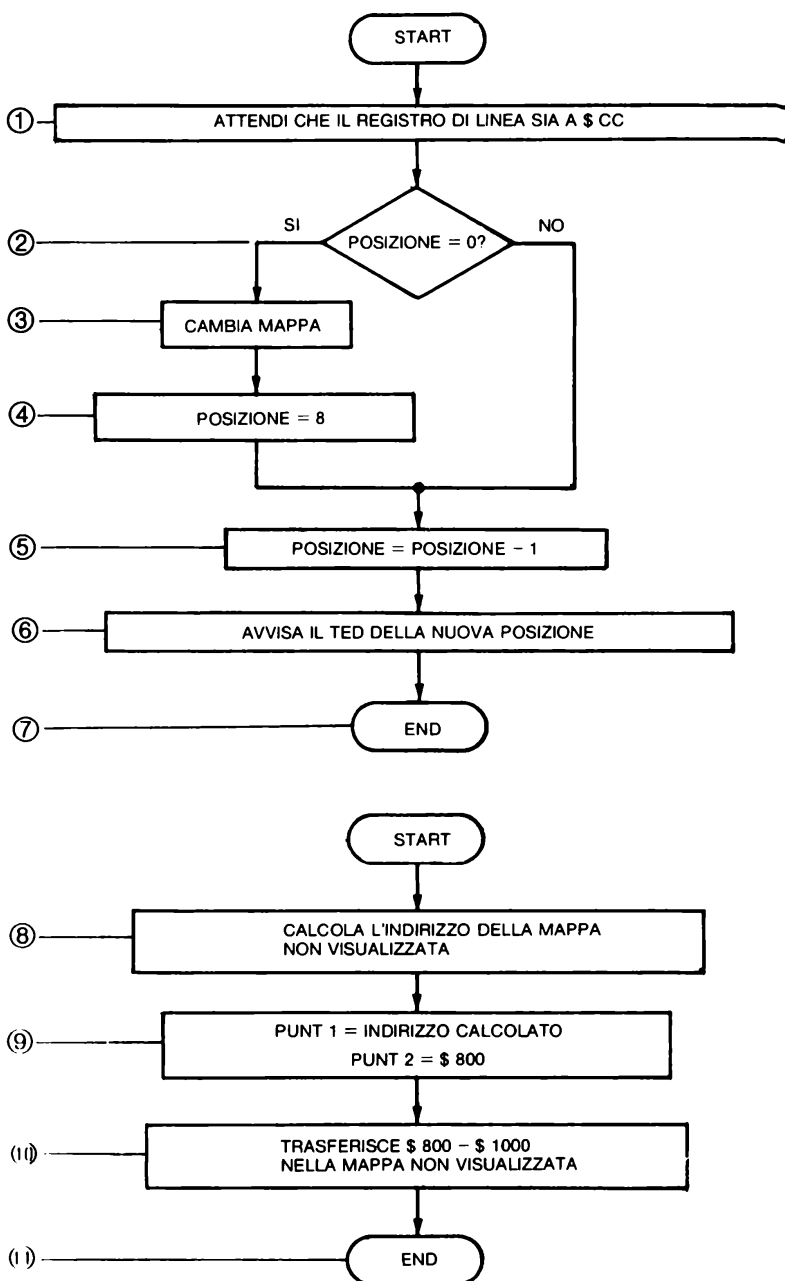 START
① ATTENDI CHE IL REGISTRO DI LINEA SIA A $ CC
② SI POSIZIONE = 0? NO
③ CAMBIA MAPPA
④ POSIZIONE = 8
⑤ POSIZIONE = POSIZIONE – 1
⑥ AVVISA IL TED DELLA NUOVA POSIZIONE
⑦ END
START
⑧ CALCOLA L'INDIRIZZO DELLA MAPPA
NON VISUALIZZATA
⑨ PUNT 1 = INDIRIZZO CALCOLATO
PUNT 2 = $ 800
(10) TRASFERISCE $ 800 – $ 1000
NELLA MAPPA NON VISUALIZZATA
(11) END